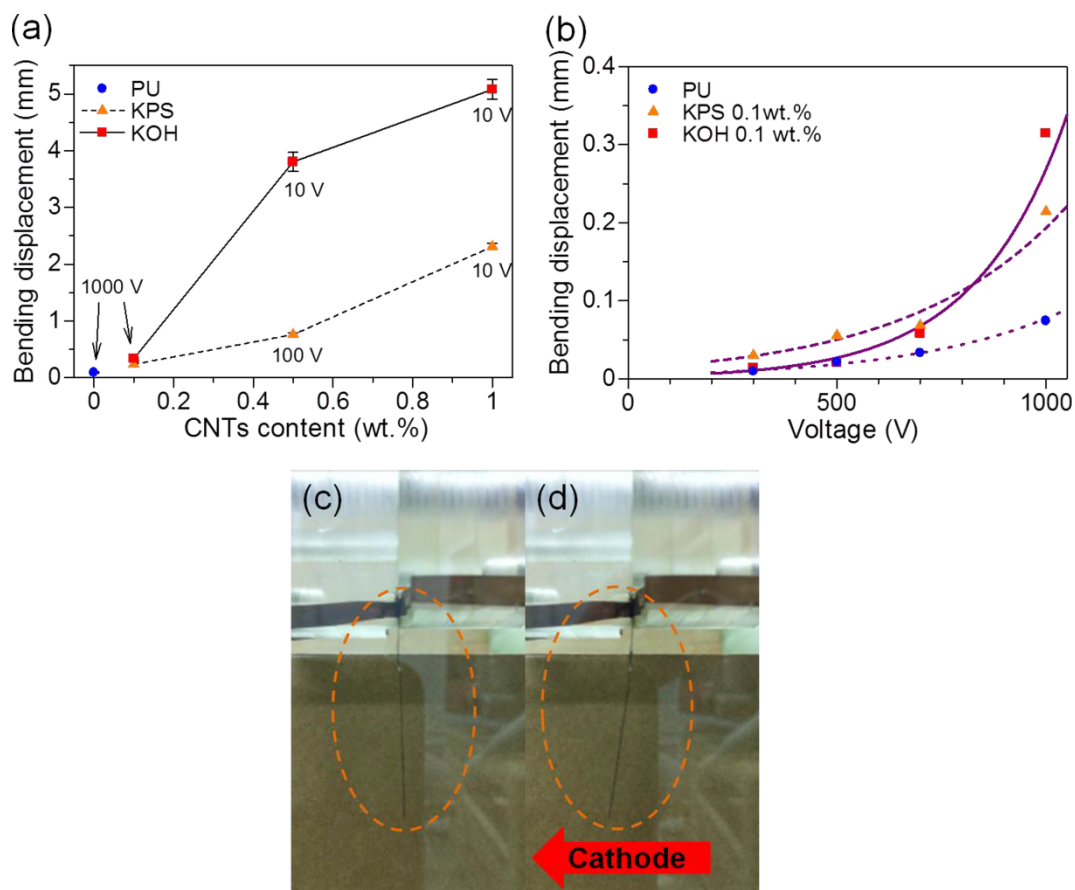 (a)
Bending displacement (mm)
5
4
3
2
1
0
PU
KPS
KOH
10 V
10 V
1000 V
100 V
10 V
0 0.2 0.4 0.6 0.8 1
CNTs content (wt.%)
(b)
Bending displacement (mm)
0.4
0.3
0.2
0.1
0
PU
KPS 0.1wt.%
KOH 0.1 wt.%
0 500 1000
Voltage (V)
(c) (d)
Cathode